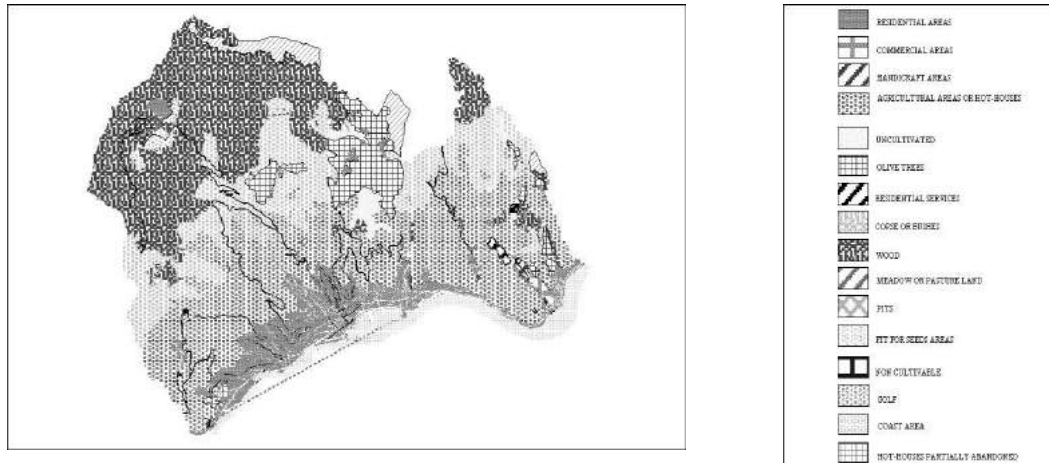 RESIDENTIAL AREAS
COMMERCIAL AREAS
HANDICRAFT AREAS
AGRICULTURAL AREAS OR HOT-HOUSES
UNCULTIVATED
OLIVE TREES
RESIDENTIAL SERVICES
COPSE OR BUSHES
WOOD
MEADOW OR PASTURE LAND
PITS
FIT FOR SEEDS AREAS
NON CULTIVABLE
GOLF
COAST AREA
HOT-HOUSES PARTIALLY ABANDONED